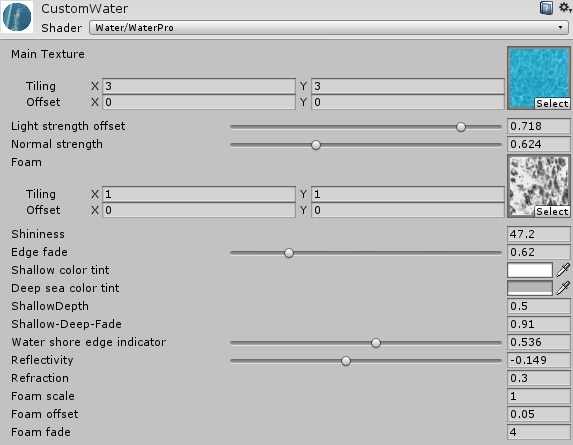 CustomWater
Shader Water/WaterPro
Main Texture
Tiling X 3 Y 3
Offset X 0 Y 0
Select
Light strength offset 0.718
Normal strength 0.624
Foam
Tiling X 1 Y 1
Offset X 0 Y 0
Select
Shininess 47.2
Edge fade 0.62
Shallow color tint
Deep sea color tint
ShallowDepth 0.5
Shallow-Deep-Fade 0.91
Water shore edge indicator 0.536
Reflectivity -0.149
Refraction 0.3
Foam scale 1
Foam offset 0.05
Foam fade 4